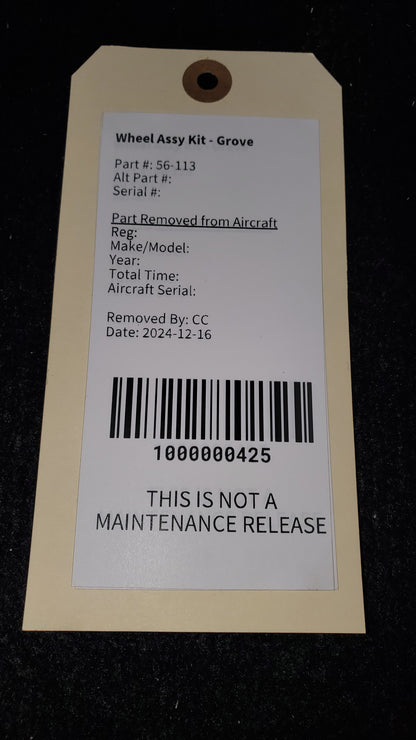 Wheel Assy Kit - Grove
Part #: 56-113
Alt Part #:
Serial #:
Part Removed from Aircraft
Reg:
Make/Model:
Year:
Total Time:
Aircraft Serial:
Removed By: CC
Date: 2024-12-16
1000000425
THIS IS NOT A
MAINTENANCE RELEASE